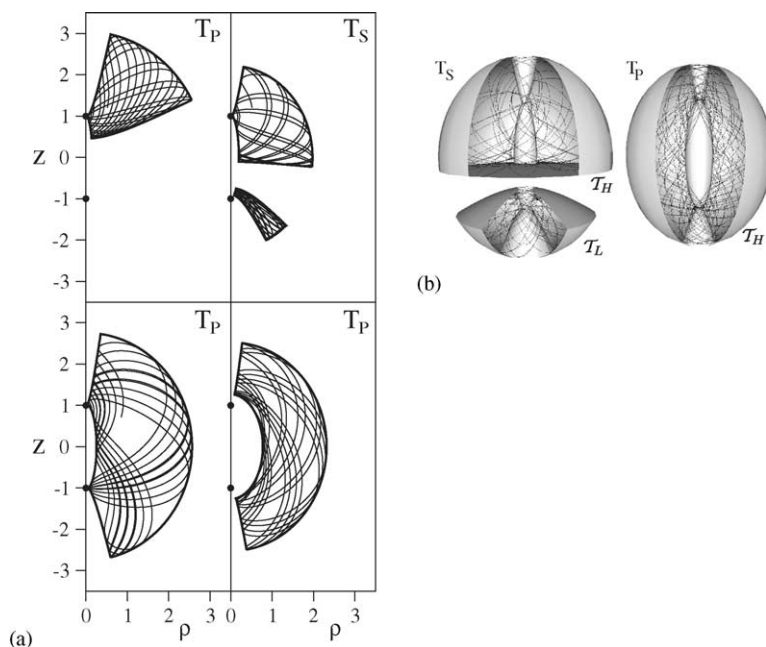 T_P T_S
3
2
1
Z 0
-1
-2
-3
T_P T_P
3
2
1
Z 0
-1
-2
-3
0 1 2 3 0 1 2 3
ρ ρ
(a)
T_S T_P
𝒯_H
𝒯_L 𝒯_H
(b)